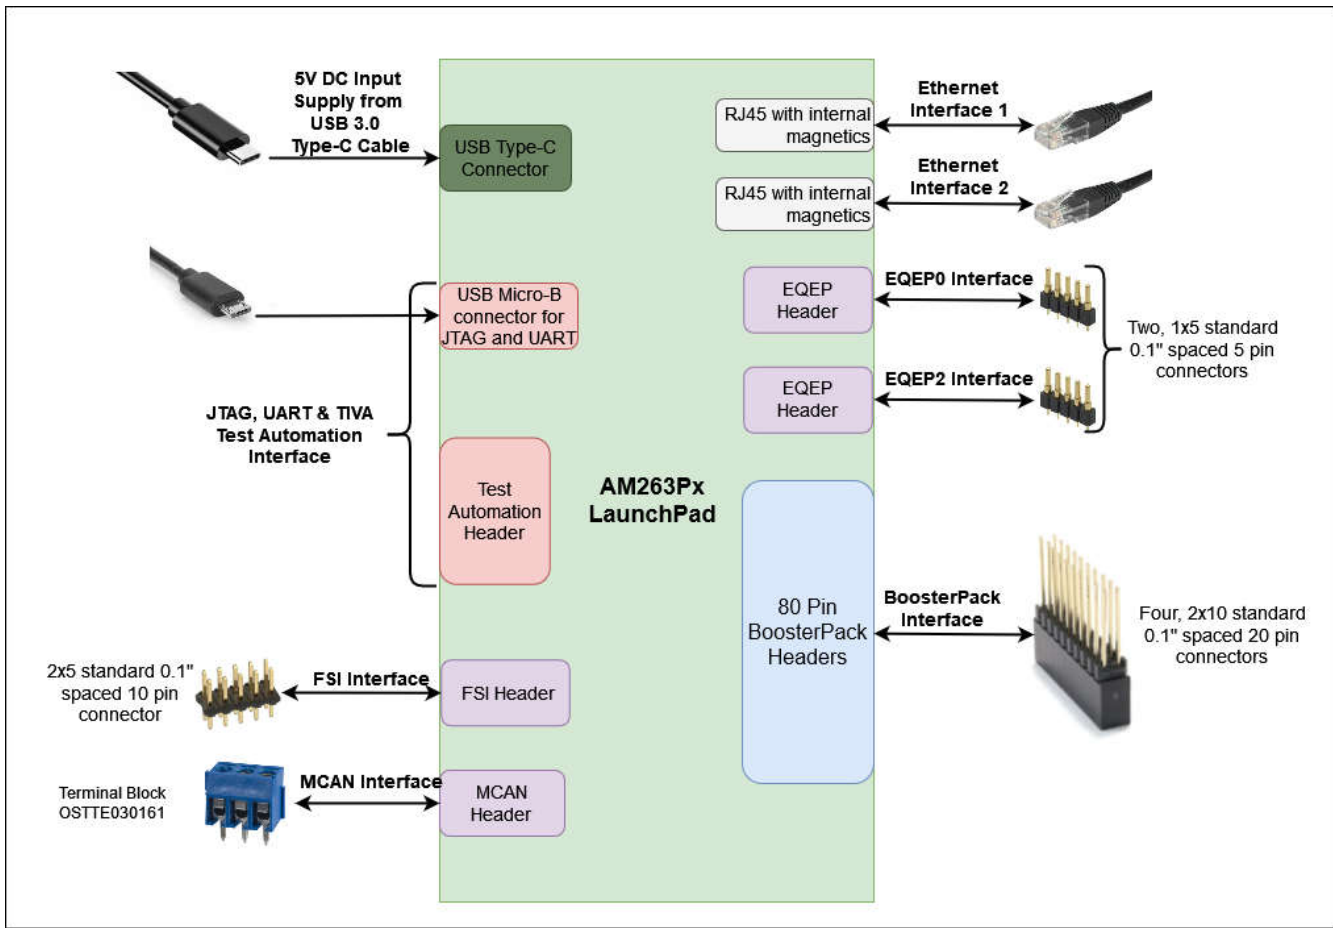 5V DC Input
Supply from
USB 3.0
Type-C Cable
USB Type-C
Connector
USB Micro-B
connector for
JTAG and UART
JTAG, UART & TIVA
Test Automation
Interface
Test
Automation
Header
2x5 standard 0.1"
spaced 10 pin
connector
FSI Interface
FSI Header
Terminal Block
OSTTE030161
MCAN Interface
MCAN
Header
AM263Px
LaunchPad
RJ45 with internal
magnetics
Ethernet
Interface 1
RJ45 with internal
magnetics
Ethernet
Interface 2
EQEP
Header
EQEP0 Interface
EQEP
Header
EQEP2 Interface
Two, 1x5 standard
0.1" spaced 5 pin
connectors
80 Pin
BoosterPack
Headers
BoosterPack
Interface
Four, 2x10 standard
0.1" spaced 20 pin
connectors